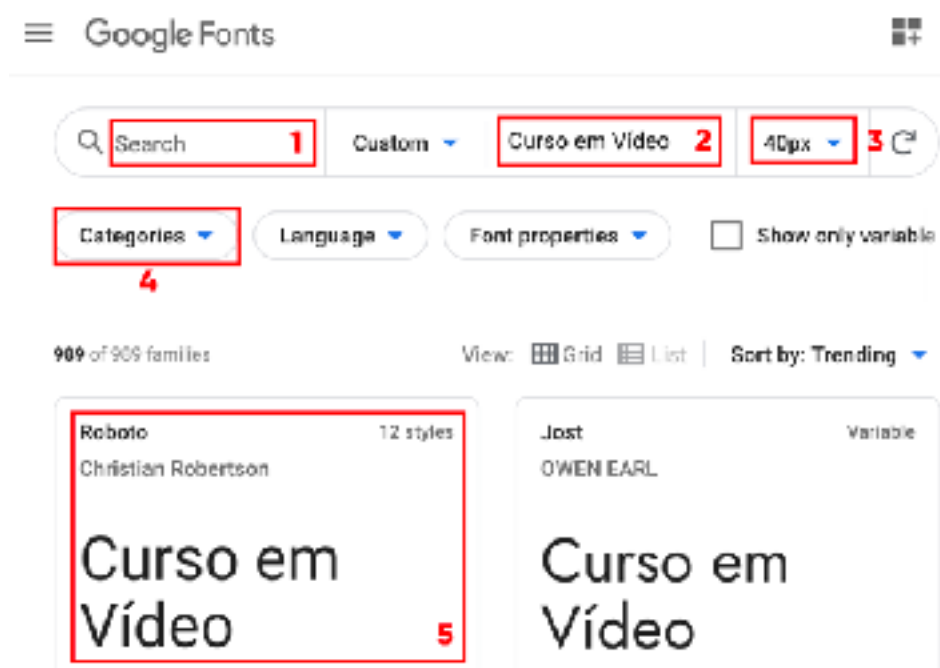 Google Fonts
Search 1 Custom Curso em Vídeo 2 40px 3
Categories Language Font properties Show only variable
4
989 of 989 families View: Grid List Sort by: Trending
Roboto 12 styles
Christian Robertson
Curso em
Vídeo 5
Jost Variable
OWEN EARL
Curso em
Vídeo